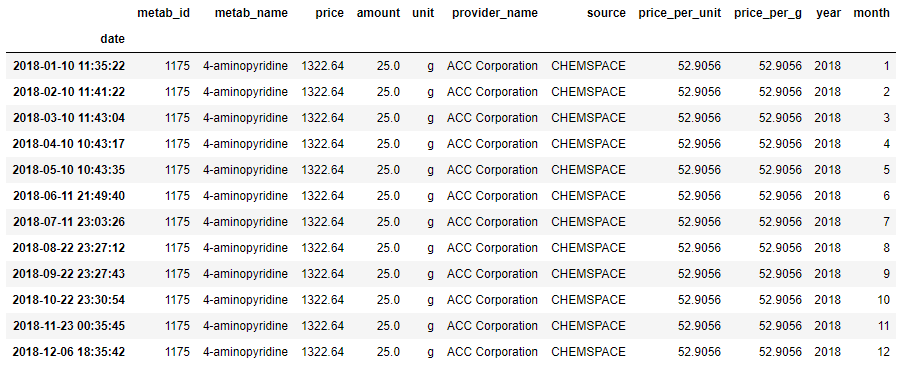 metab_id metab_name price amount unit provider_name source price_per_unit price_per_g year month
date
2018-01-10 11:35:22 1175 4-aminopyridine 1322.64 25.0 g ACC Corporation CHEMSPACE 52.9056 52.9056 2018 1
2018-02-10 11:41:22 1175 4-aminopyridine 1322.64 25.0 g ACC Corporation CHEMSPACE 52.9056 52.9056 2018 2
2018-03-10 11:43:04 1175 4-aminopyridine 1322.64 25.0 g ACC Corporation CHEMSPACE 52.9056 52.9056 2018 3
2018-04-10 10:43:17 1175 4-aminopyridine 1322.64 25.0 g ACC Corporation CHEMSPACE 52.9056 52.9056 2018 4
2018-05-10 10:43:35 1175 4-aminopyridine 1322.64 25.0 g ACC Corporation CHEMSPACE 52.9056 52.9056 2018 5
2018-06-11 21:49:40 1175 4-aminopyridine 1322.64 25.0 g ACC Corporation CHEMSPACE 52.9056 52.9056 2018 6
2018-07-11 23:03:26 1175 4-aminopyridine 1322.64 25.0 g ACC Corporation CHEMSPACE 52.9056 52.9056 2018 7
2018-08-22 23:27:12 1175 4-aminopyridine 1322.64 25.0 g ACC Corporation CHEMSPACE 52.9056 52.9056 2018 8
2018-09-22 23:27:43 1175 4-aminopyridine 1322.64 25.0 g ACC Corporation CHEMSPACE 52.9056 52.9056 2018 9
2018-10-22 23:30:54 1175 4-aminopyridine 1322.64 25.0 g ACC Corporation CHEMSPACE 52.9056 52.9056 2018 10
2018-11-23 00:35:45 1175 4-aminopyridine 1322.64 25.0 g ACC Corporation CHEMSPACE 52.9056 52.9056 2018 11
2018-12-06 18:35:42 1175 4-aminopyridine 1322.64 25.0 g ACC Corporation CHEMSPACE 52.9056 52.9056 2018 12